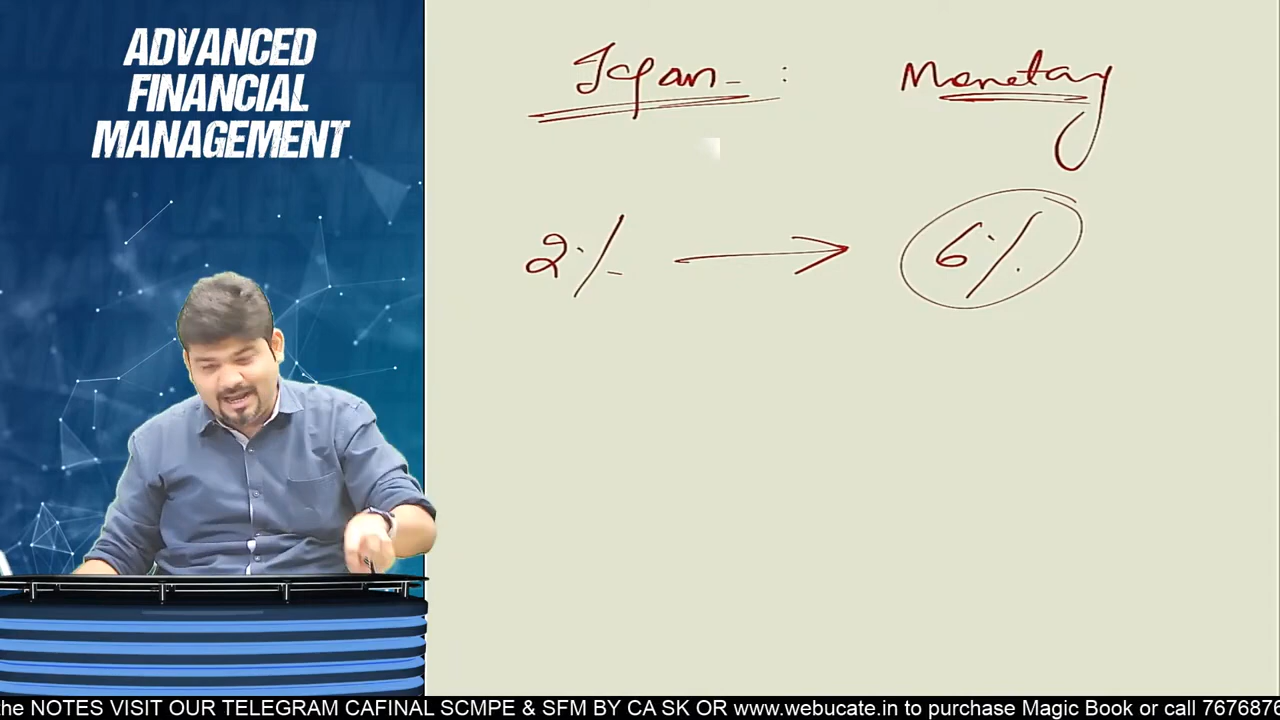 ADVANCED
FINANCIAL
MANAGEMENT
Japan - : Monetary
2% → 6%
the NOTES VISIT OUR TELEGRAM CAFINAL SCMPE & SFM BY CA SK OR www.webucate.in to purchase Magic Book or call 7676876